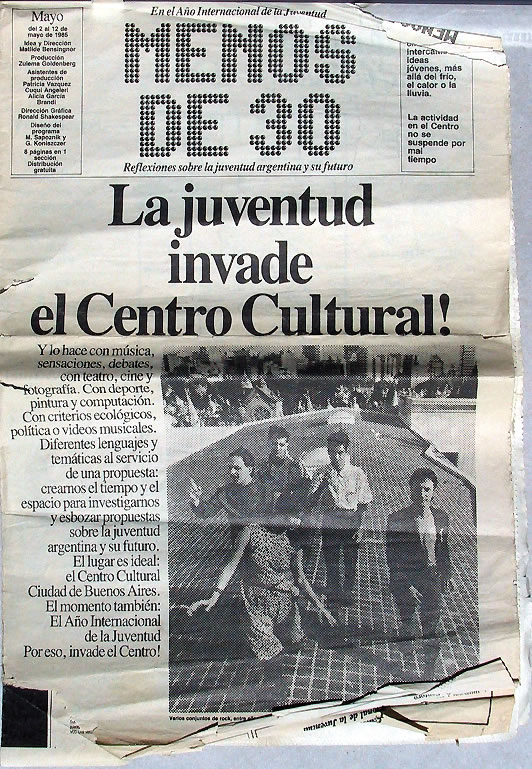 En el Año Internacional de la Juventud
Mayo
del 2 al 12 de
mayo de 1985
Idea y Dirección
Matilde Bensingnor
Producción
Zulema Goldenberg
Asistentes de
producción
Patricia Vazquez
Cuqui Angeleri
Alicia García
Brandi
Dirección Gráfica
Ronald Shakespear
Diseño del
programa
M. Sapoznik y
G. Koniszczer
8 páginas en 1
sección
Distribución
gratuita
MENOS
DE 30
Reflexiones sobre la juventud argentina y su futuro
MENOS
ideas
jóvenes, más
allá del frío,
el calor o la
lluvia.
La actividad
en el Centro
no se
suspende por
mal
tiempo
La juventud
invade
el Centro Cultural!
Y lo hace con música,
sensaciones, debates,
con teatro, cine y
fotografía. Con deporte,
pintura y computación.
Con criterios ecológicos,
política o videos musicales.
Diferentes lenguajes y
temáticas al servicio
de una propuesta:
crearnos el tiempo y el
espacio para investigarnos
y esbozar propuestas
sobre la juventud
argentina y su futuro.
El lugar es ideal:
el Centro Cultural
Ciudad de Buenos Aires.
El momento también:
El Año Internacional
de la Juventud
Por eso, invade el Centro!
Varios conjuntos de rock, entre